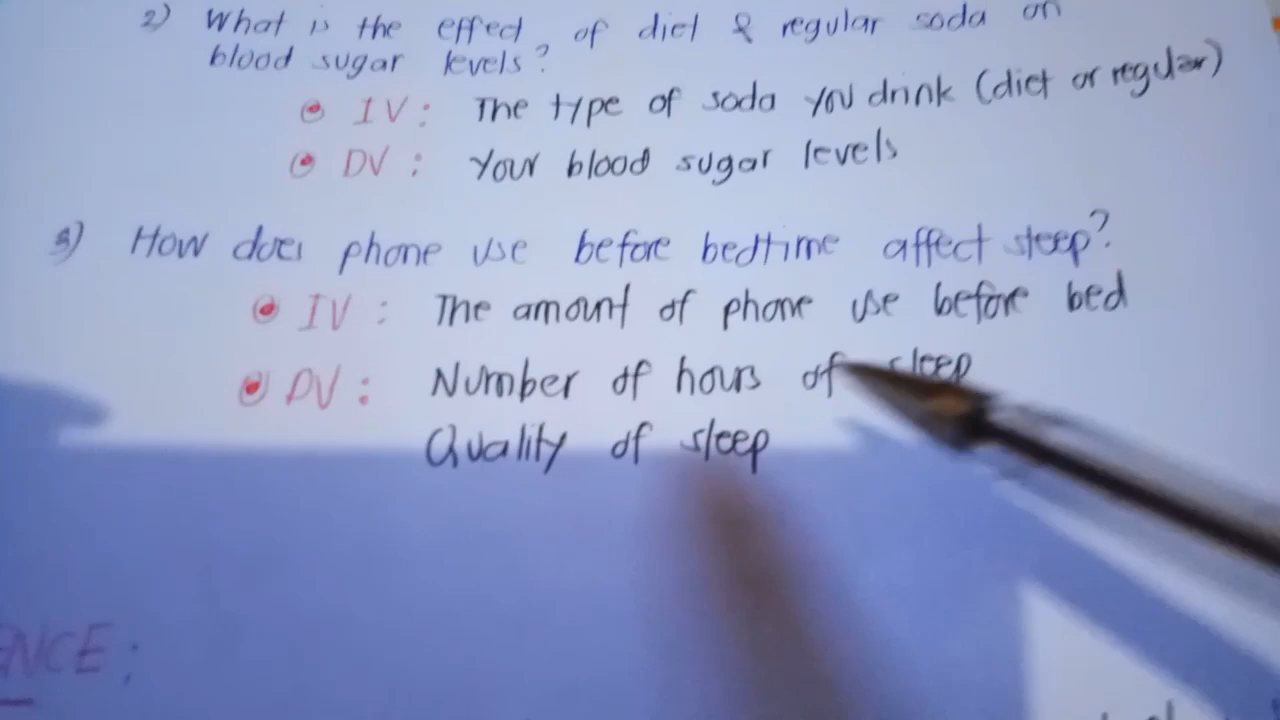 2) What is the effect of diet & regular soda on
blood sugar levels?
IV: The type of soda you drink (diet or regular)
DV: Your blood sugar levels
3) How does phone use before bedtime affect sleep?
IV: The amount of phone use before bed
DV: Number of hours of sleep
Quality of sleep
ENCE: